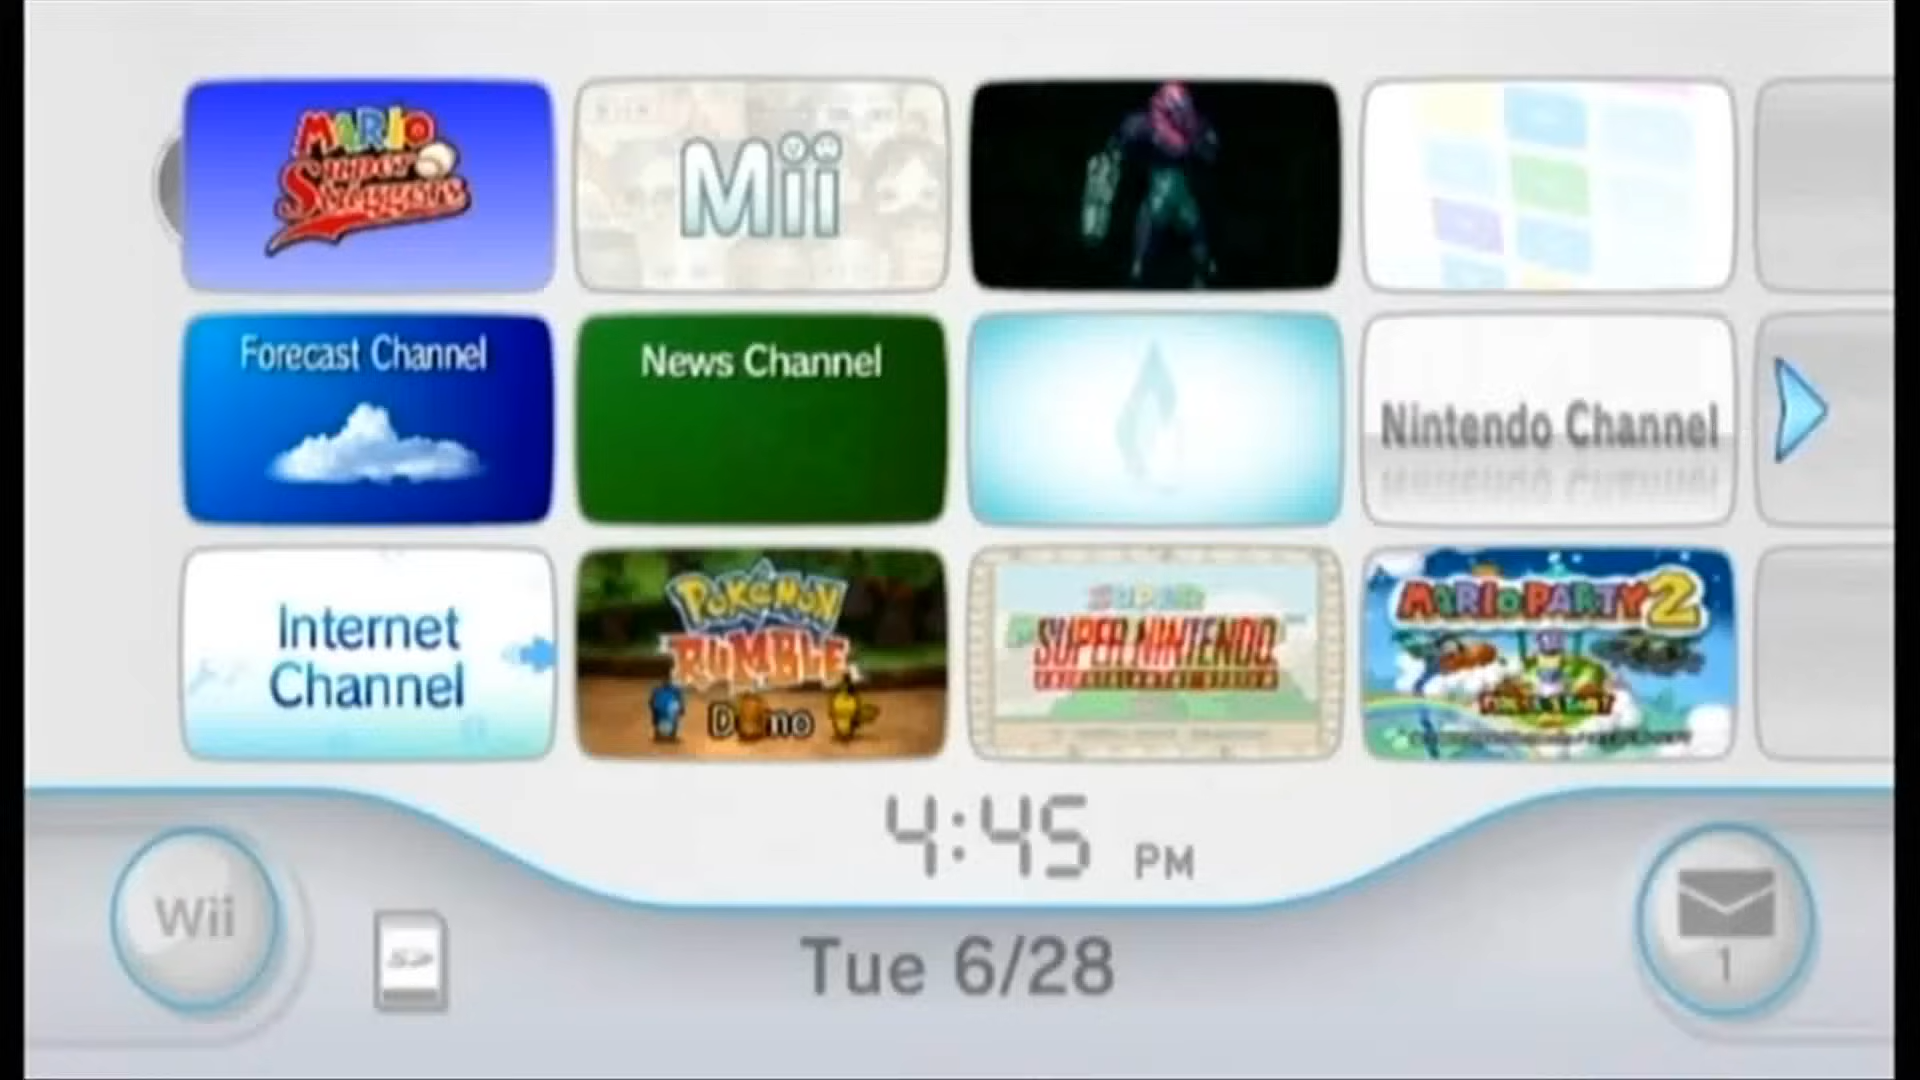 MARIO
Super
Sluggers
Mii
Forecast Channel
News Channel
Nintendo Channel
Internet
Channel
POKéMON
RUMBLE
Demo
SUPER
SUPER NINTENDO
MARIO PARTY 2
4:45 PM
Wii
Tue 6/28
1